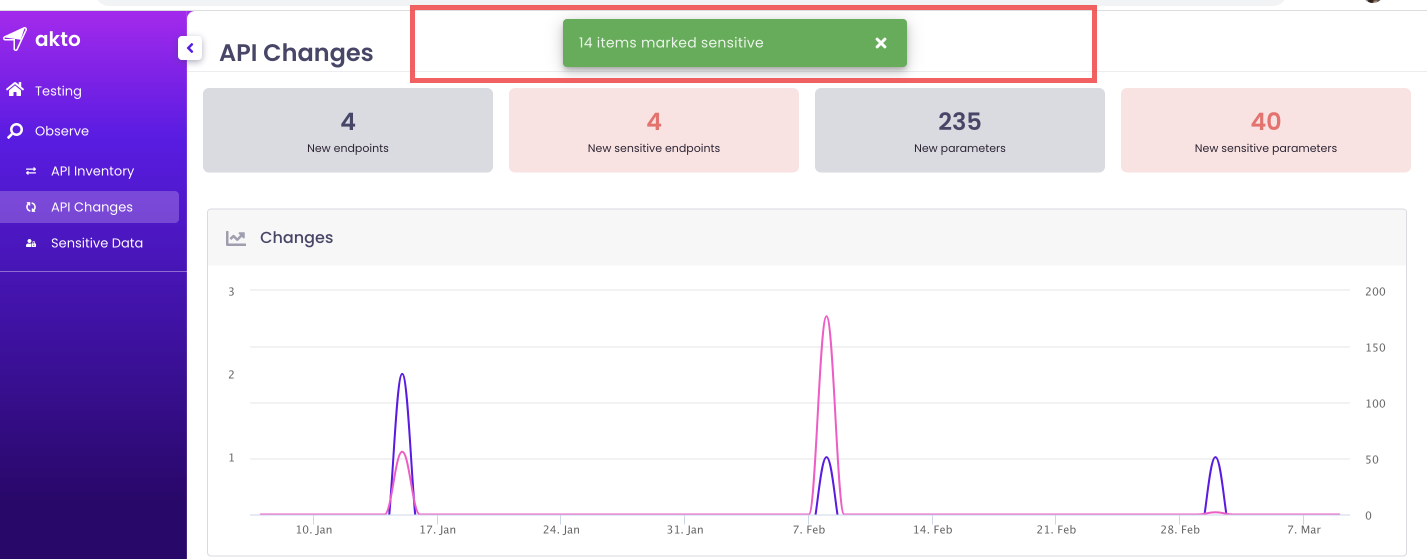 akto
Testing
Observe
API Inventory
API Changes
Sensitive Data
API Changes
14 items marked sensitive
4
New endpoints
4
New sensitive endpoints
235
New parameters
40
New sensitive parameters
Changes
3
2
1
200
150
100
50
0
10. Jan 17. Jan 24. Jan 31. Jan 7. Feb 14. Feb 21. Feb 28. Feb 7. Mar